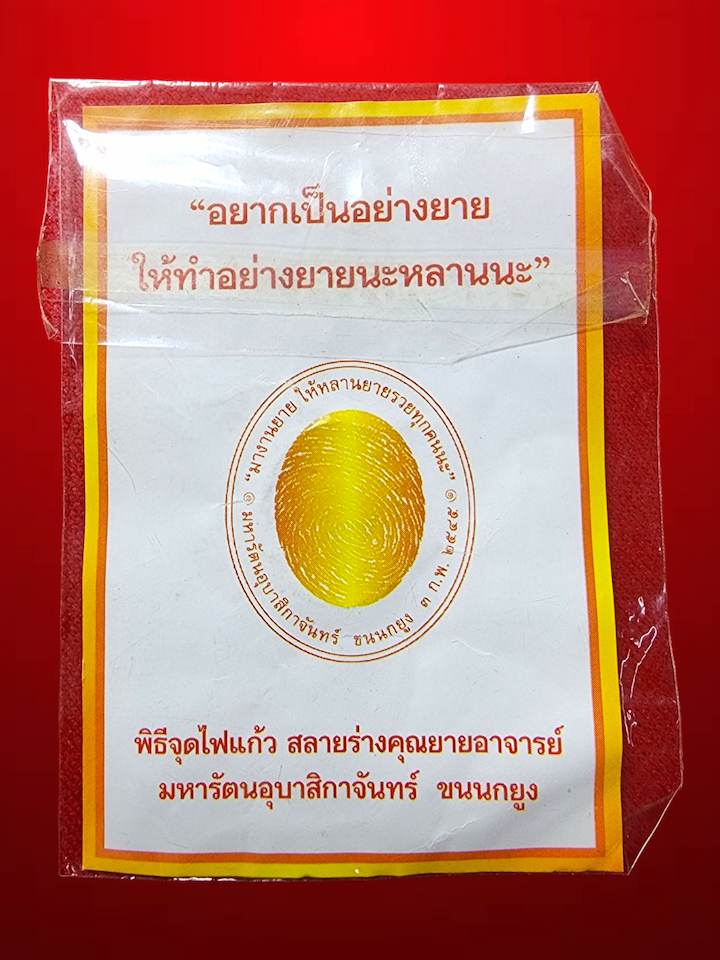 “อยากเป็นอย่างยาย
ให้ทำอย่างยายนะหลานนะ”
“มางานยาย ให้หลานยายรวยทุกคนนะ”
๏ มหารัตนอุบาสิกาจันทร์ ขนนกยูง ๓ ก.พ. ๒๕๔๕ ๏
พิธีจุดไฟแก้ว สลายร่างคุณยายอาจารย์
มหารัตนอุบาสิกาจันทร์ ขนนกยูง